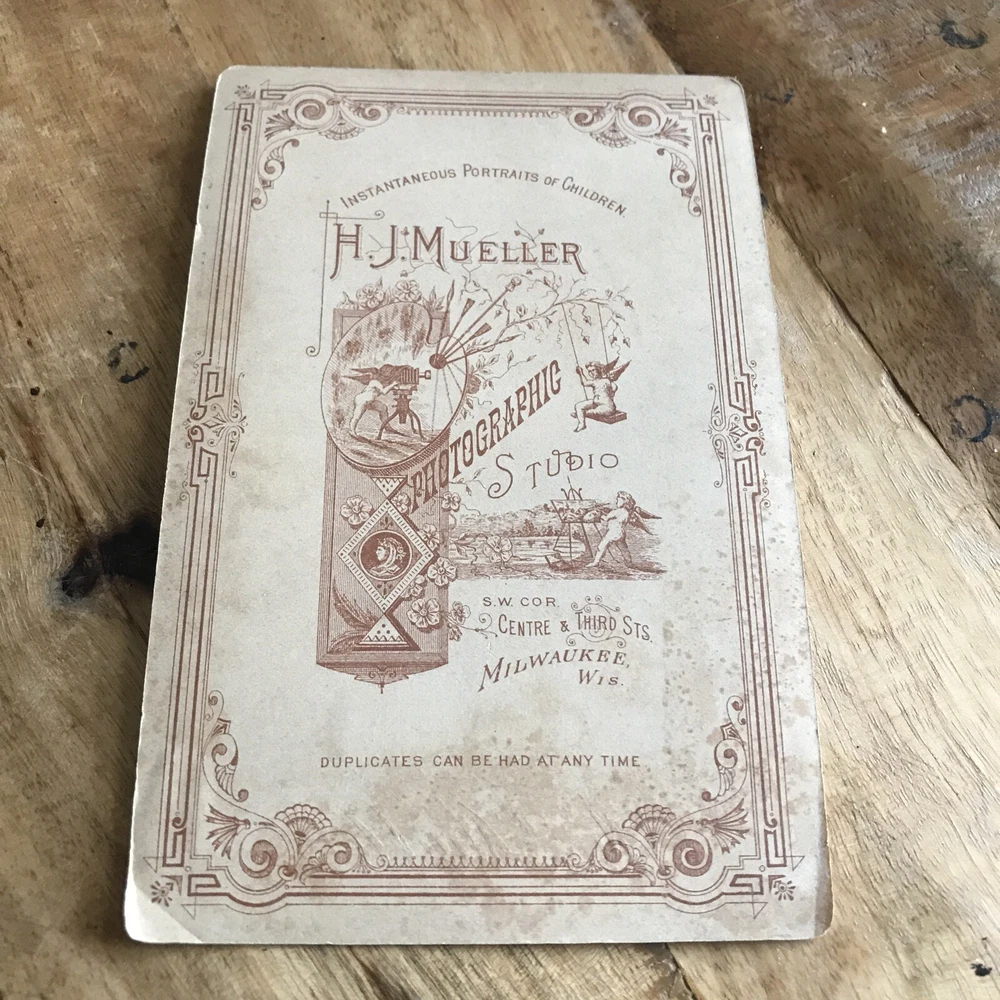 INSTANTANEOUS PORTRAITS OF CHILDREN.
H. J. MUELLER
PHOTOGRAPHIC
STUDIO
S. W. COR.
CENTRE & THIRD STS.
MILWAUKEE,
WIS.
DUPLICATES CAN BE HAD AT ANY TIME